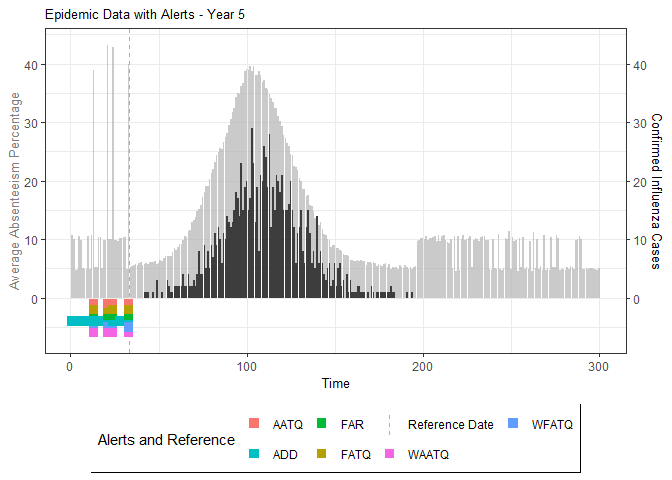 Epidemic Data with Alerts - Year 5
Average Absenteeism Percentage
40
30
20
10
0
40
30
20
10
0
Confirmed Influenza Cases
0 100 200 300
Time
Alerts and Reference
AATQ FAR Reference Date WFATQ
ADD FATQ WAATQ